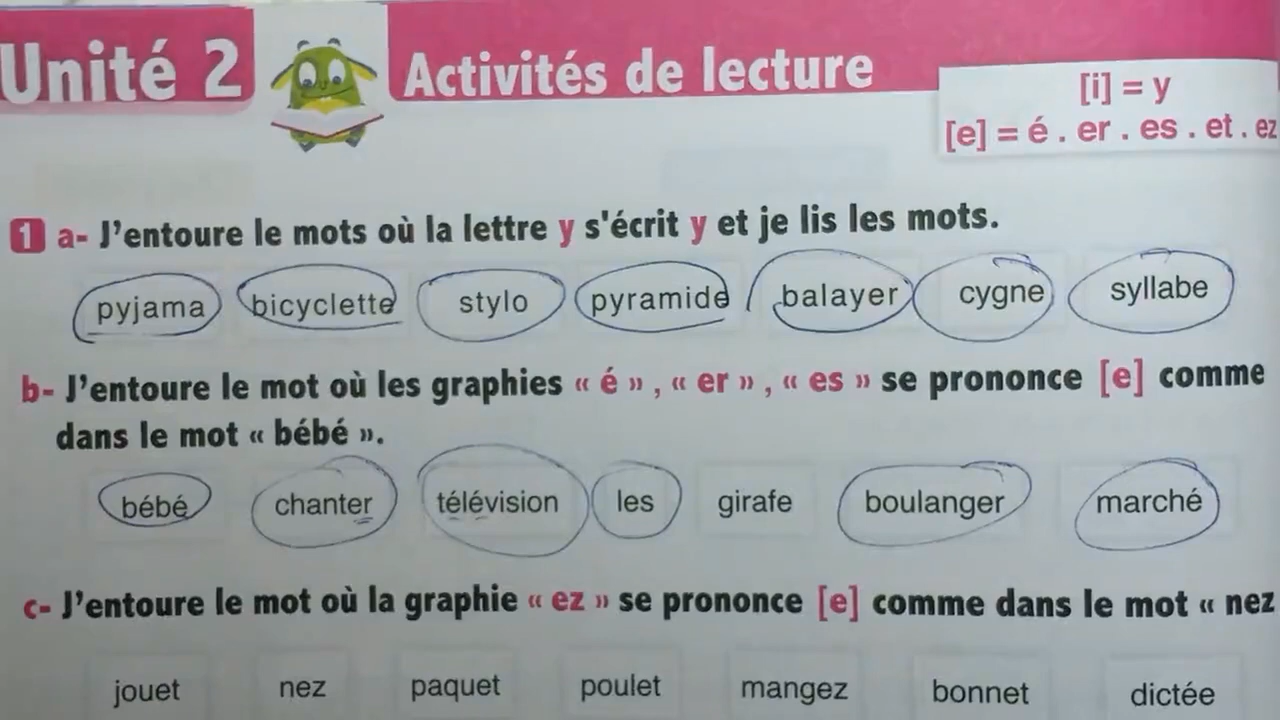 Unité 2
Activités de lecture
[i] = y
[e] = é . er . es . et . ez
1 a- J'entoure le mots où la lettre y s'écrit y et je lis les mots.
pyjama bicyclette stylo pyramide balayer cygne syllabe
b- J'entoure le mot où les graphies « é » , « er » , « es » se prononce [e] comme
dans le mot « bébé ».
bébé chanter télévision les girafe boulanger marché
c- J'entoure le mot où la graphie « ez » se prononce [e] comme dans le mot « nez
jouet nez paquet poulet mangez bonnet dictée